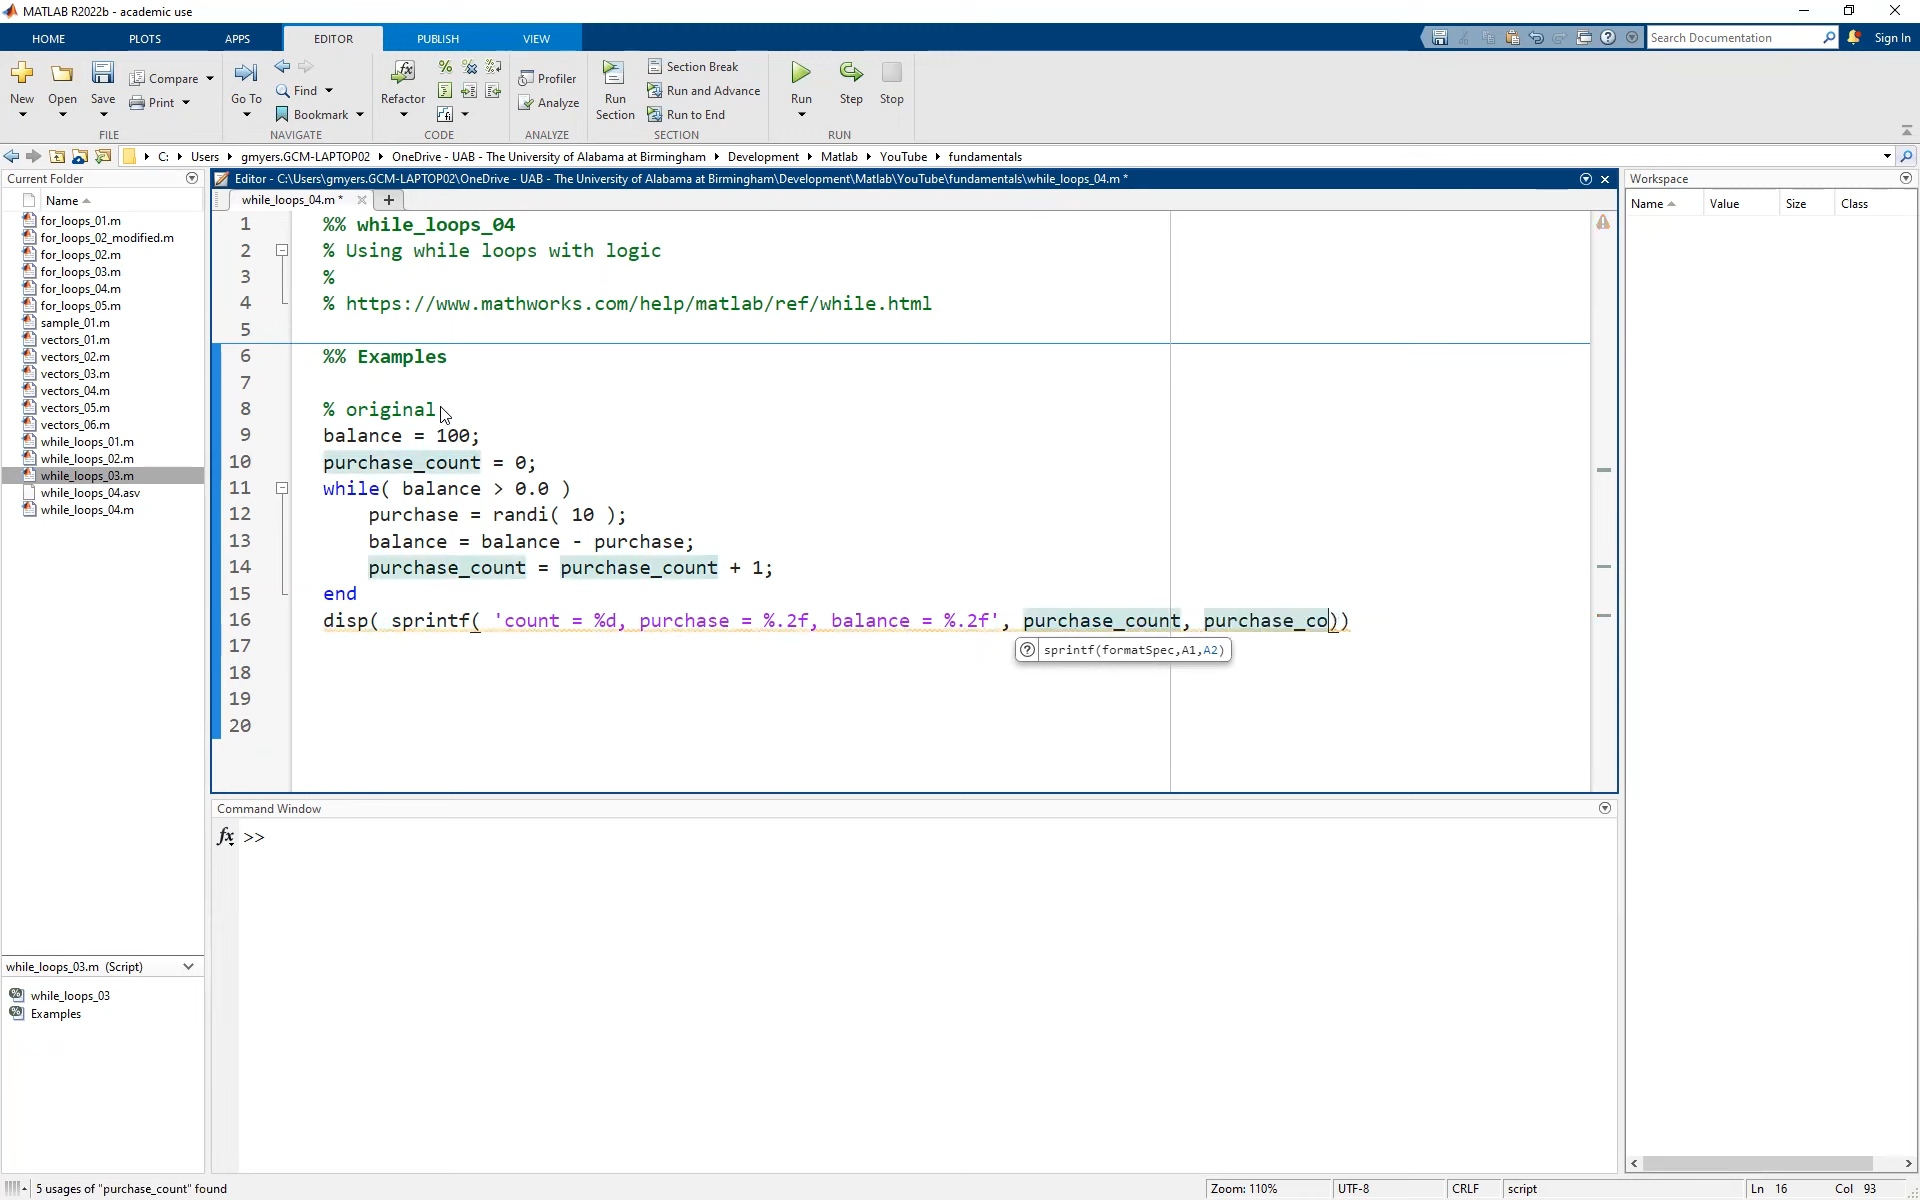 MATLAB R2022b - academic use
HOME PLOTS APPS EDITOR PUBLISH VIEW Search Documentation Sign In
New Open Save Compare Print Go To Find Bookmark Refactor Profiler Analyze Run Section Section Break Run and Advance Run to End Run Step Stop
FILE NAVIGATE CODE ANALYZE SECTION RUN
C: Users gmyers.GCM-LAPTOP02 OneDrive - UAB - The University of Alabama at Birmingham Development Matlab YouTube fundamentals
Current Folder
Name
for_loops_01.m
for_loops_02_modified.m
for_loops_02.m
for_loops_03.m
for_loops_04.m
for_loops_05.m
sample_01.m
vectors_01.m
vectors_02.m
vectors_03.m
vectors_04.m
vectors_05.m
vectors_06.m
while_loops_01.m
while_loops_02.m
while_loops_03.m
while_loops_04.asv
while_loops_04.m
while_loops_03.m (Script)
while_loops_03
Examples
Editor - C:\Users\gmyers.GCM-LAPTOP02\OneDrive - UAB - The University of Alabama at Birmingham\Development\Matlab\YouTube\fundamentals\while_loops_04.m *
while_loops_04.m *
1 %% while_loops_04
2 % Using while loops with logic
3 %
4 % https://www.mathworks.com/help/matlab/ref/while.html
5
6 %% Examples
7
8 % original
9 balance = 100;
10 purchase_count = 0;
11 while( balance > 0.0 )
12 purchase = randi( 10 );
13 balance = balance - purchase;
14 purchase_count = purchase_count + 1;
15 end
16 disp( sprintf( 'count = %d, purchase = %.2f, balance = %.2f', purchase_count, purchase_co))
17 sprintf(formatSpec,A1,A2)
18
19
20
Command Window
fx >>
Workspace
Name Value Size Class
5 usages of "purchase_count" found Zoom: 110% UTF-8 CRLF script Ln 16 Col 93